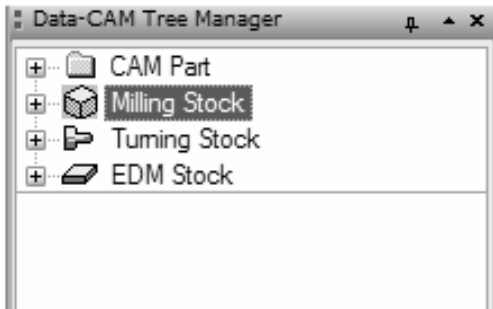 Data-CAM Tree Manager
CAM Part
Milling Stock
Turning Stock
EDM Stock